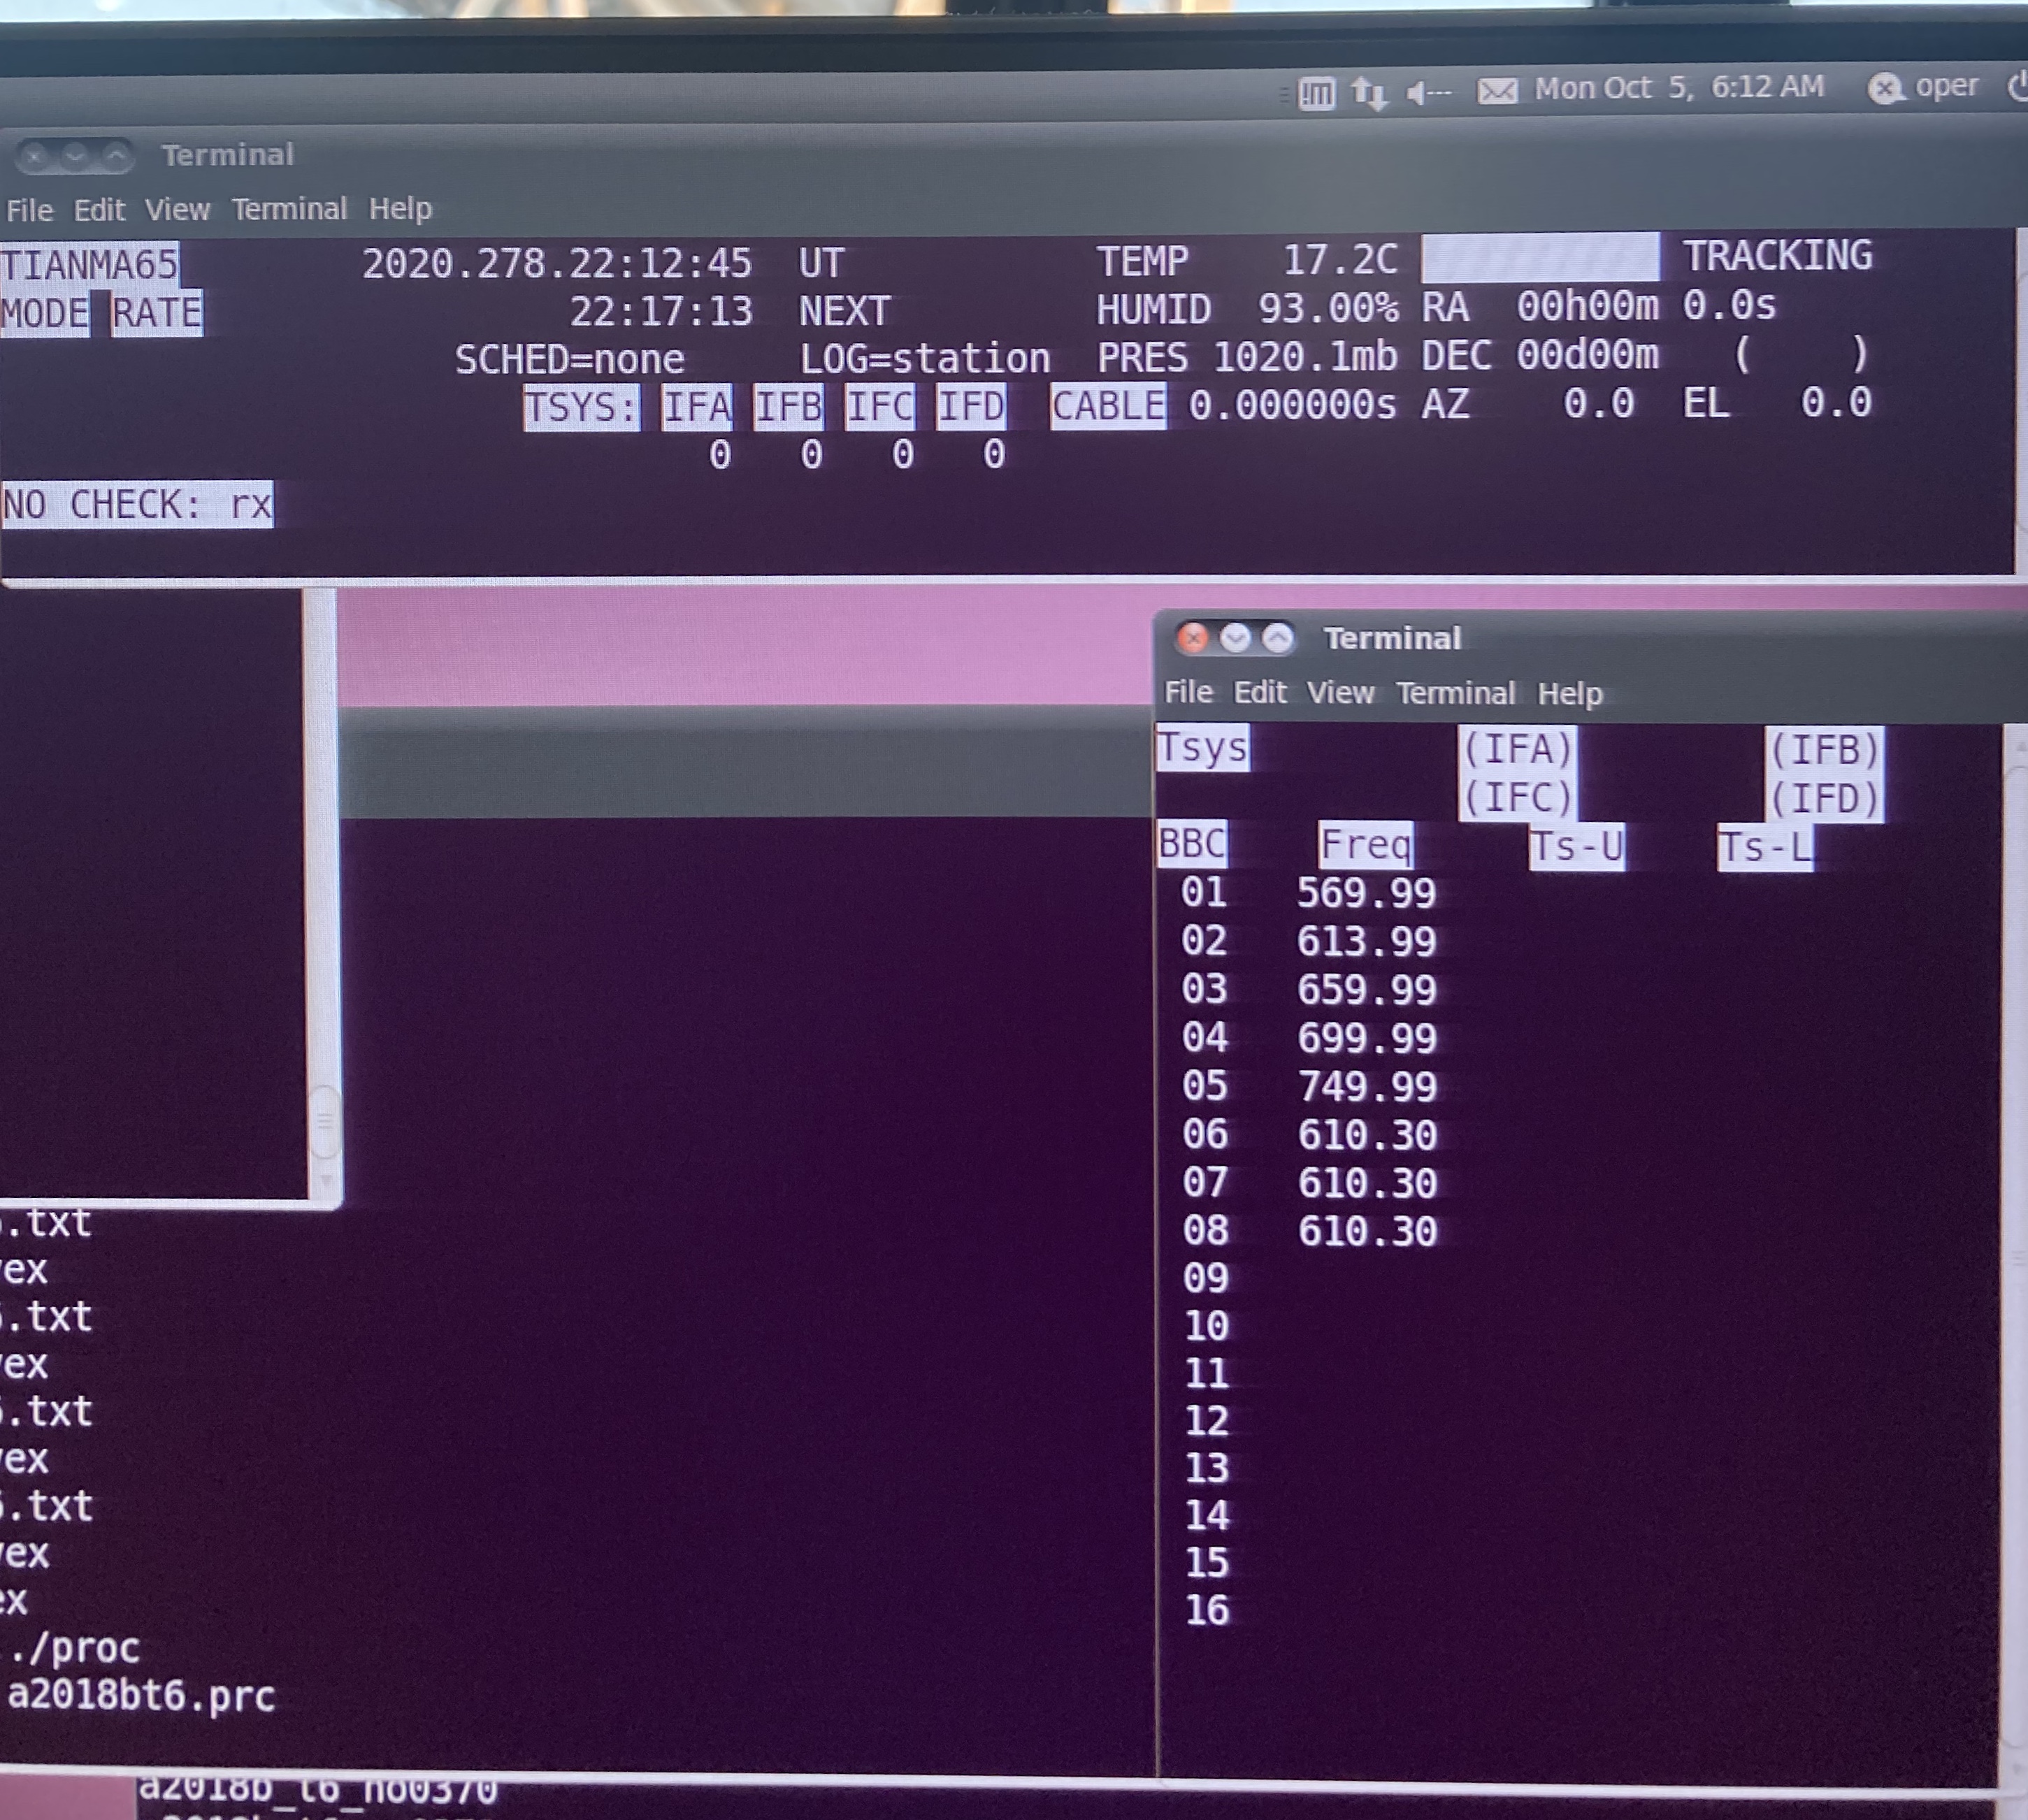 Mon Oct 5, 6:12 AM oper
Terminal
File Edit View Terminal Help
TIANMA65 2020.278.22:12:45 UT TEMP 17.2C TRACKING
MODE RATE 22:17:13 NEXT HUMID 93.00% RA 00h00m 0.0s
SCHED=none LOG=station PRES 1020.1mb DEC 00d00m ( )
TSYS: IFA IFB IFC IFD CABLE 0.000000s AZ 0.0 EL 0.0
0 0 0 0
NO CHECK: rx
Terminal
File Edit View Terminal Help
Tsys (IFA) (IFB)
(IFC) (IFD)
BBC Freq Ts-U Ts-L
01 569.99
02 613.99
03 659.99
04 699.99
05 749.99
06 610.30
07 610.30
08 610.30
09
10
11
12
13
14
15
16
.txt
ex
.txt
ex
.txt
ex
.txt
ex
ex
./proc
a2018bt6.prc
a2018b_t6_no0370